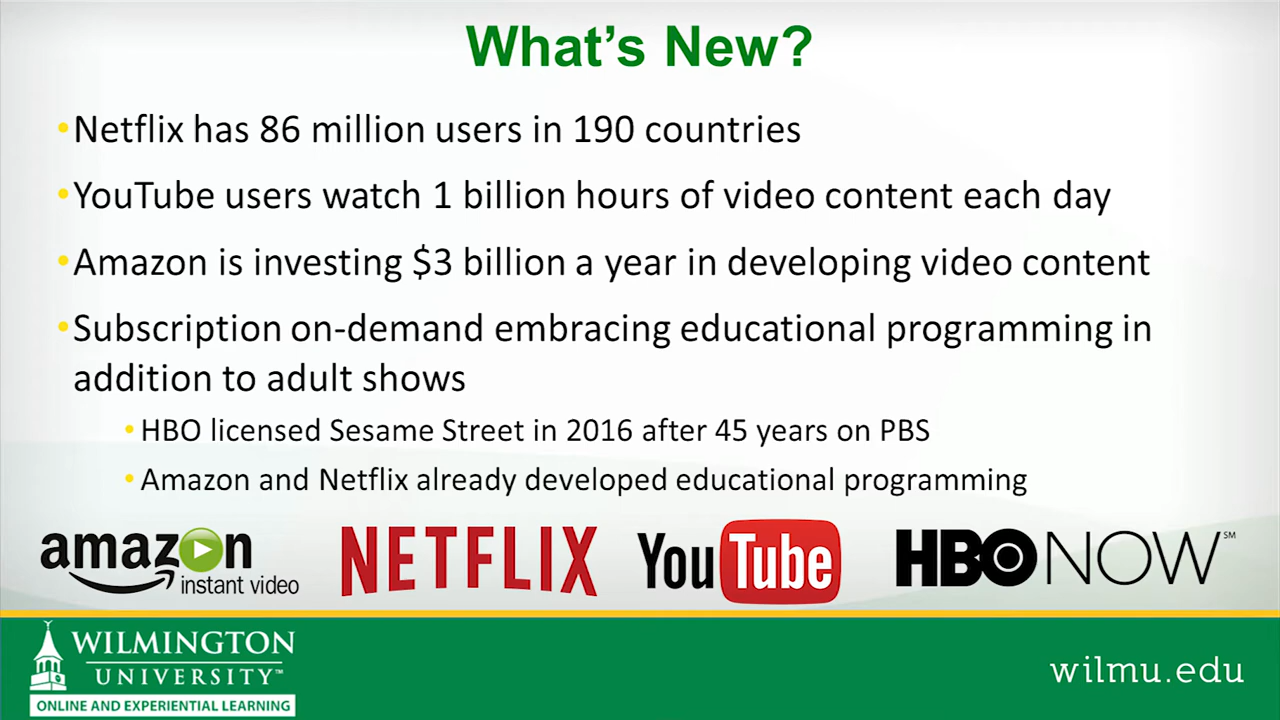 What's New?
•Netflix has 86 million users in 190 countries
•YouTube users watch 1 billion hours of video content each day
•Amazon is investing $3 billion a year in developing video content
•Subscription on-demand embracing educational programming in
addition to adult shows
•HBO licensed Sesame Street in 2016 after 45 years on PBS
•Amazon and Netflix already developed educational programming
amazon
instant video
NETFLIX
YouTube
HBO NOW℠
WILMINGTON
UNIVERSITY™
ONLINE AND EXPERIENTIAL LEARNING
wilmu.edu